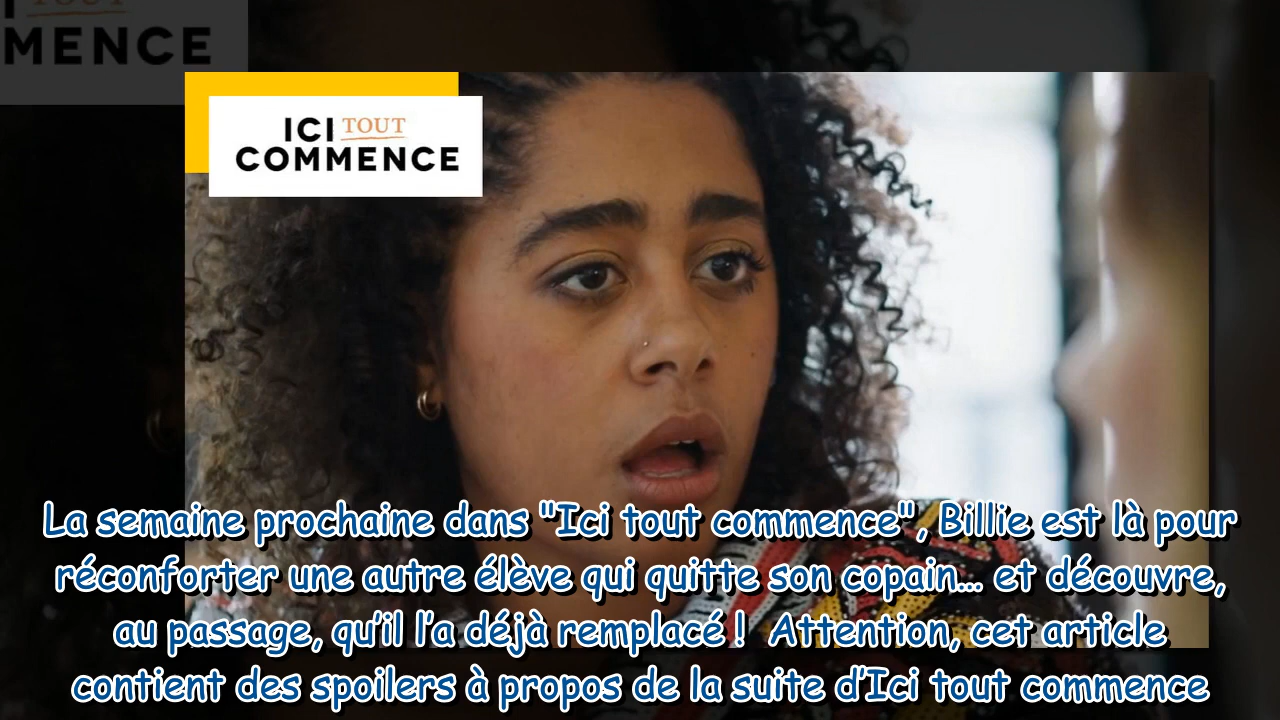 TOUT
MENCE
ICI TOUT
COMMENCE
La semaine prochaine dans "Ici tout commence", Billie est là pour
réconforter une autre élève qui quitte son copain... et découvre,
au passage, qu'il l'a déjà remplacé ! Attention, cet article
contient des spoilers à propos de la suite d'Ici tout commence